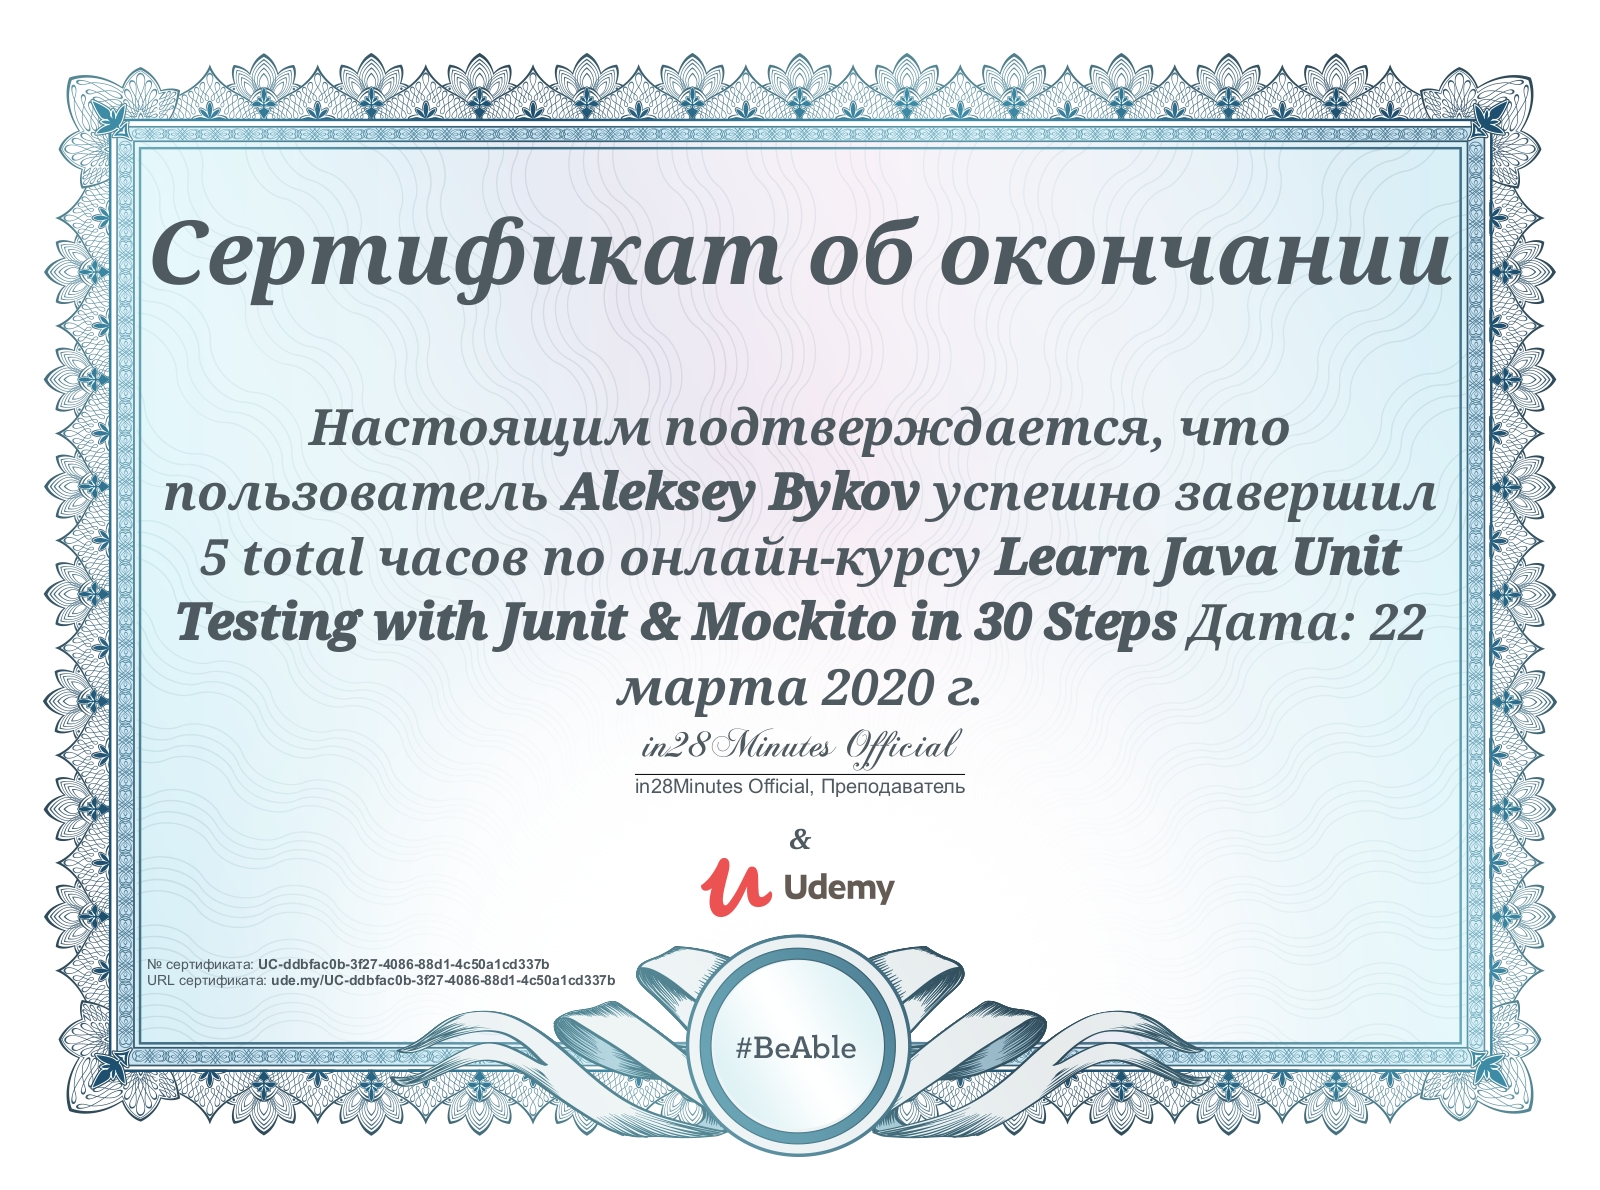 Сертификат об окончании
Настоящим подтверждается, что
пользователь Aleksey Bykov успешно завершил
5 total часов по онлайн-курсу Learn Java Unit
Testing with Junit & Mockito in 30 Steps Дата: 22
марта 2020 г.
in28Minutes Official
in28Minutes Official, Преподаватель
&
Udemy
№ сертификата: UC-ddbfac0b-3f27-4086-88d1-4c50a1cd337b
URL сертификата: ude.my/UC-ddbfac0b-3f27-4086-88d1-4c50a1cd337b
#BeAble